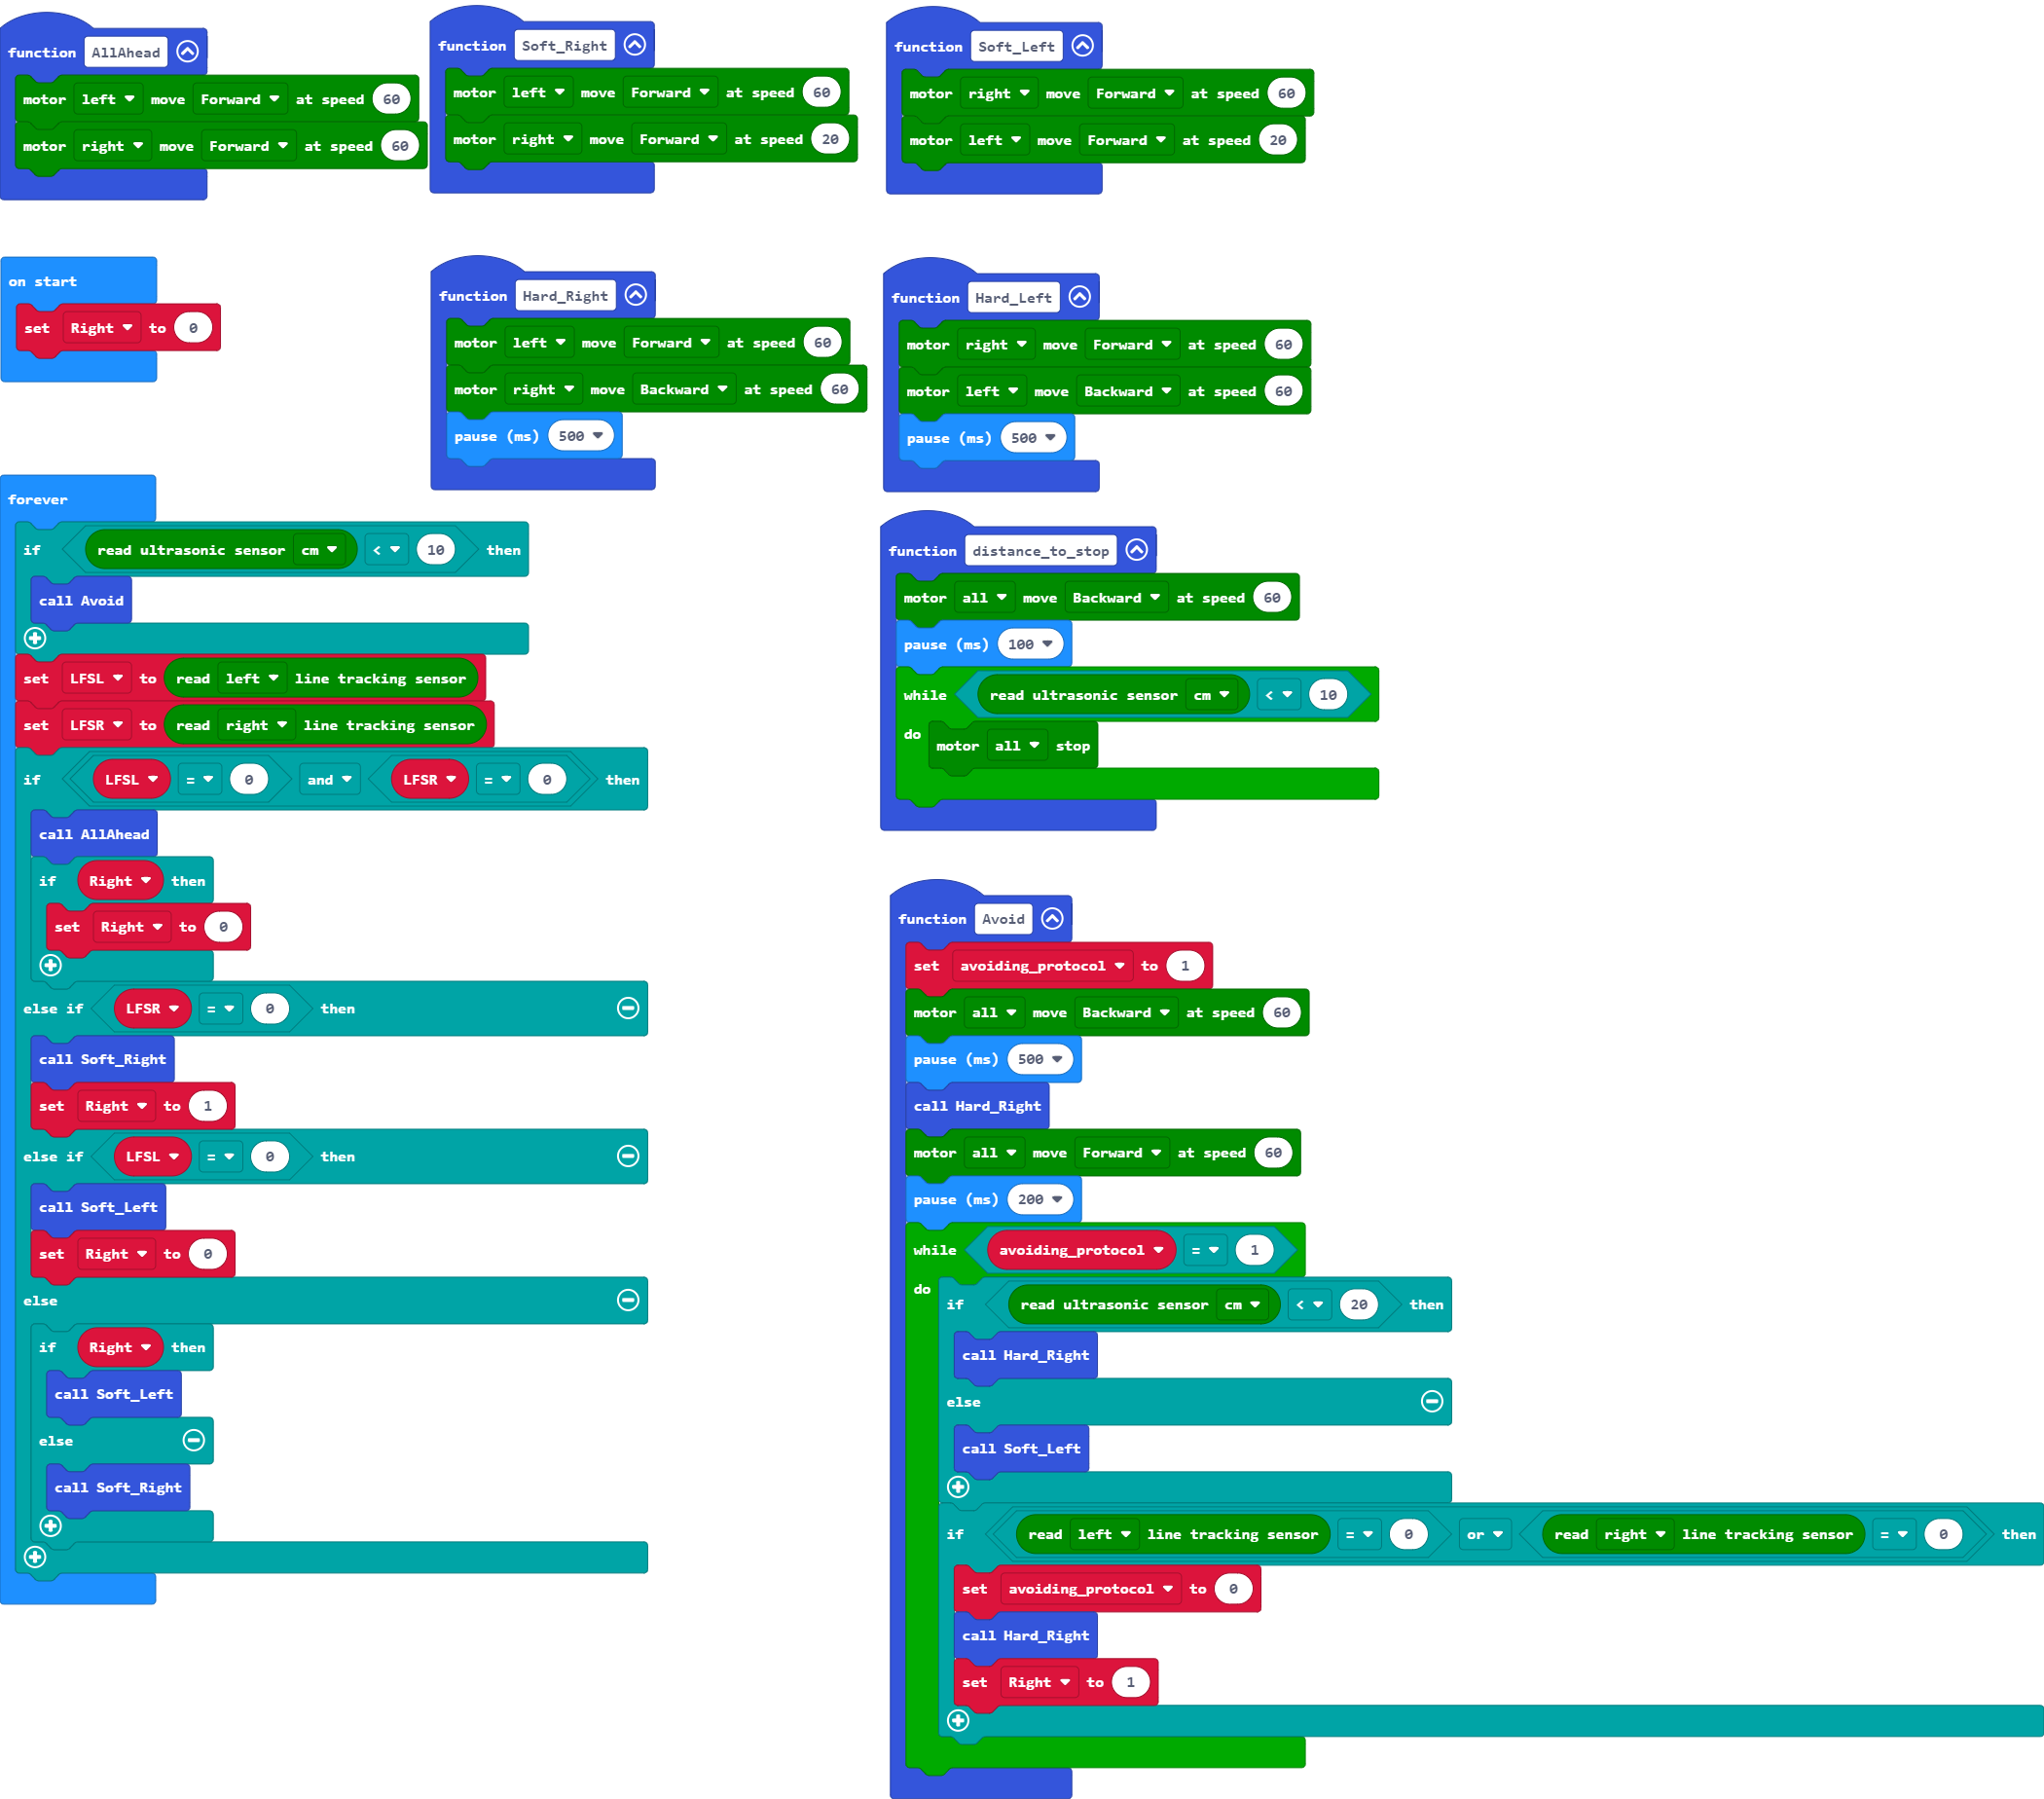 function AllAhead
motor left move Forward at speed 60
motor right move Forward at speed 60
function Soft_Right
motor left move Forward at speed 60
motor right move Forward at speed 20
function Soft_Left
motor right move Forward at speed 60
motor left move Forward at speed 20
on start
set Right to 0
function Hard_Right
motor left move Forward at speed 60
motor right move Backward at speed 60
pause (ms) 500
function Hard_Left
motor right move Forward at speed 60
motor left move Backward at speed 60
pause (ms) 500
forever
if read ultrasonic sensor cm < 10 then
call Avoid
set LFSL to read left line tracking sensor
set LFSR to read right line tracking sensor
if LFSL = 0 and LFSR = 0 then
call AllAhead
if Right then
set Right to 0
else if LFSR = 0 then
call Soft_Right
set Right to 1
else if LFSL = 0 then
call Soft_Left
set Right to 0
else
if Right then
call Soft_Left
else
call Soft_Right
function distance_to_stop
motor all move Backward at speed 60
pause (ms) 100
while read ultrasonic sensor cm < 10
do motor all stop
function Avoid
set avoiding_protocol to 1
motor all move Backward at speed 60
pause (ms) 500
call Hard_Right
motor all move Forward at speed 60
pause (ms) 200
while avoiding_protocol = 1
do if read ultrasonic sensor cm < 20 then
call Hard_Right
else
call Soft_Left
if read left line tracking sensor = 0 or read right line tracking sensor = 0 then
set avoiding_protocol to 0
call Hard_Right
set Right to 1